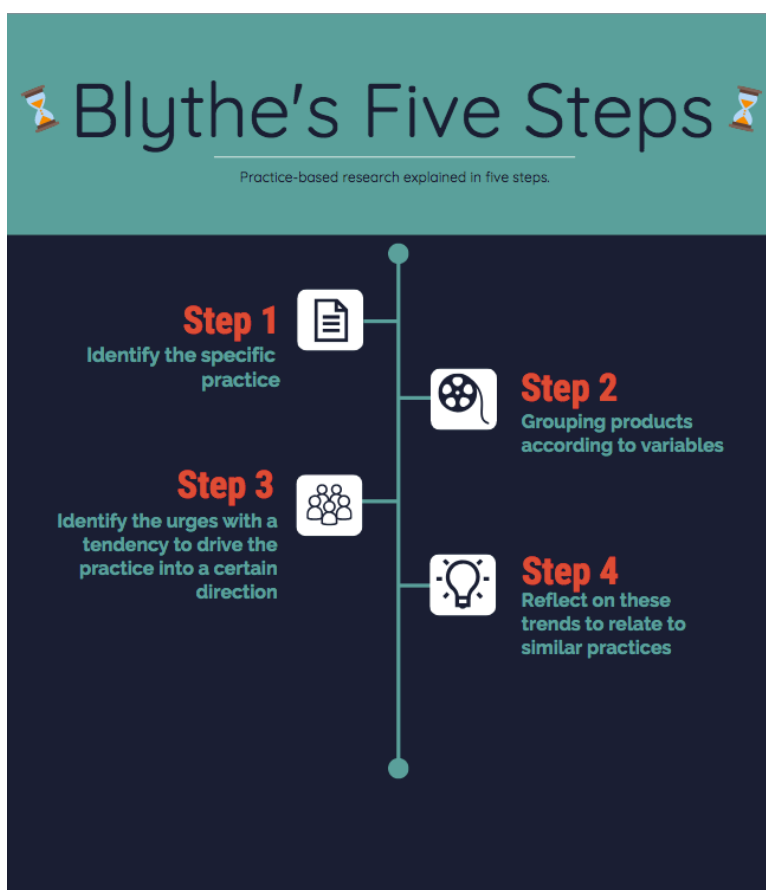 Blythe's Five Steps
Practice-based research explained in five steps.
Step 1
Identify the specific
practice
Step 2
Grouping products
according to variables
Step 3
Identify the urges with a
tendency to drive the
practice into a certain
direction
Step 4
Reflect on these
trends to relate to
similar practices